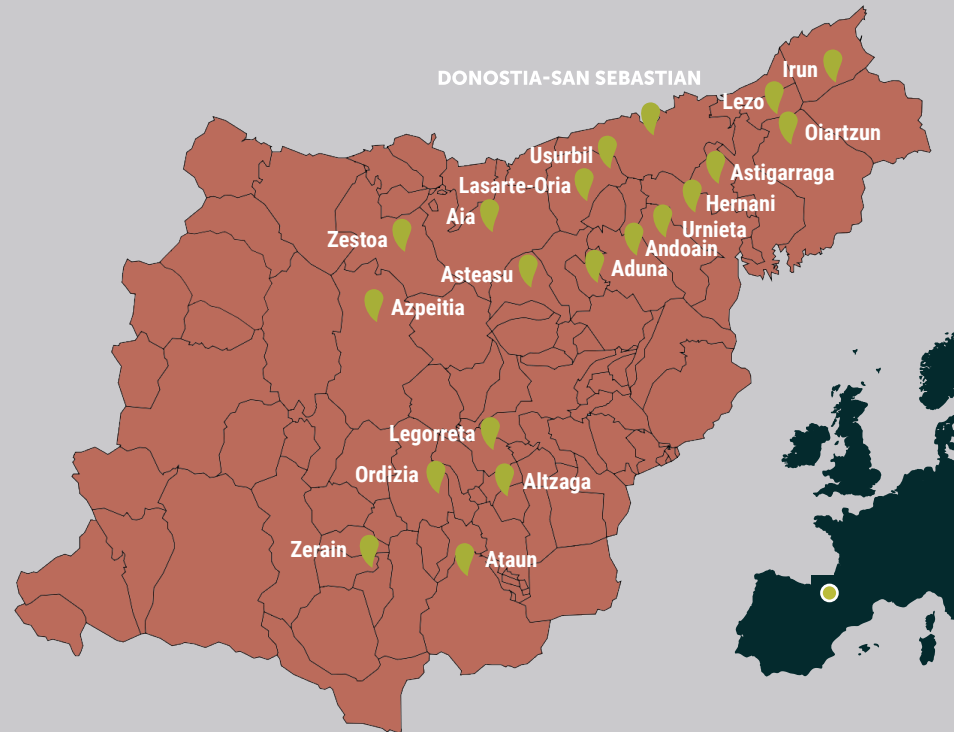 Irun
DONOSTIA-SAN SEBASTIAN
Lezo
Oiartzun
Usurbil
Astigarraga
Lasarte-Oria
Hernani
Aia
Urnieta
Zestoa
Andoain
Aduna
Asteasu
Azpeitia
Legorreta
Ordizia
Altzaga
Zerain
Ataun